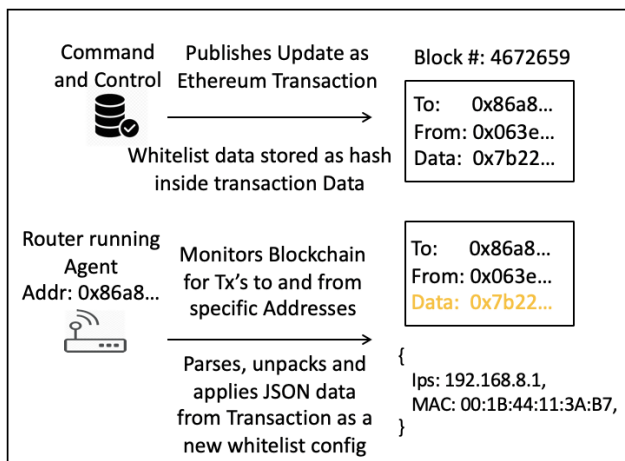 Command
and Control
Publishes Update as
Ethereum Transaction
Block #: 4672659
To: 0x86a8...
From: 0x063e...
Data: 0x7b22...
Whitelist data stored as hash
inside transaction Data
Router running
Agent
Addr: 0x86a8...
Monitors Blockchain
for Tx's to and from
specific Addresses
To: 0x86a8...
From: 0x063e...
Data: 0x7b22...
Parses, unpacks and
applies JSON data
from Transaction as a
new whitelist config
{
Ips: 192.168.8.1,
MAC: 00:1B:44:11:3A:B7,
}